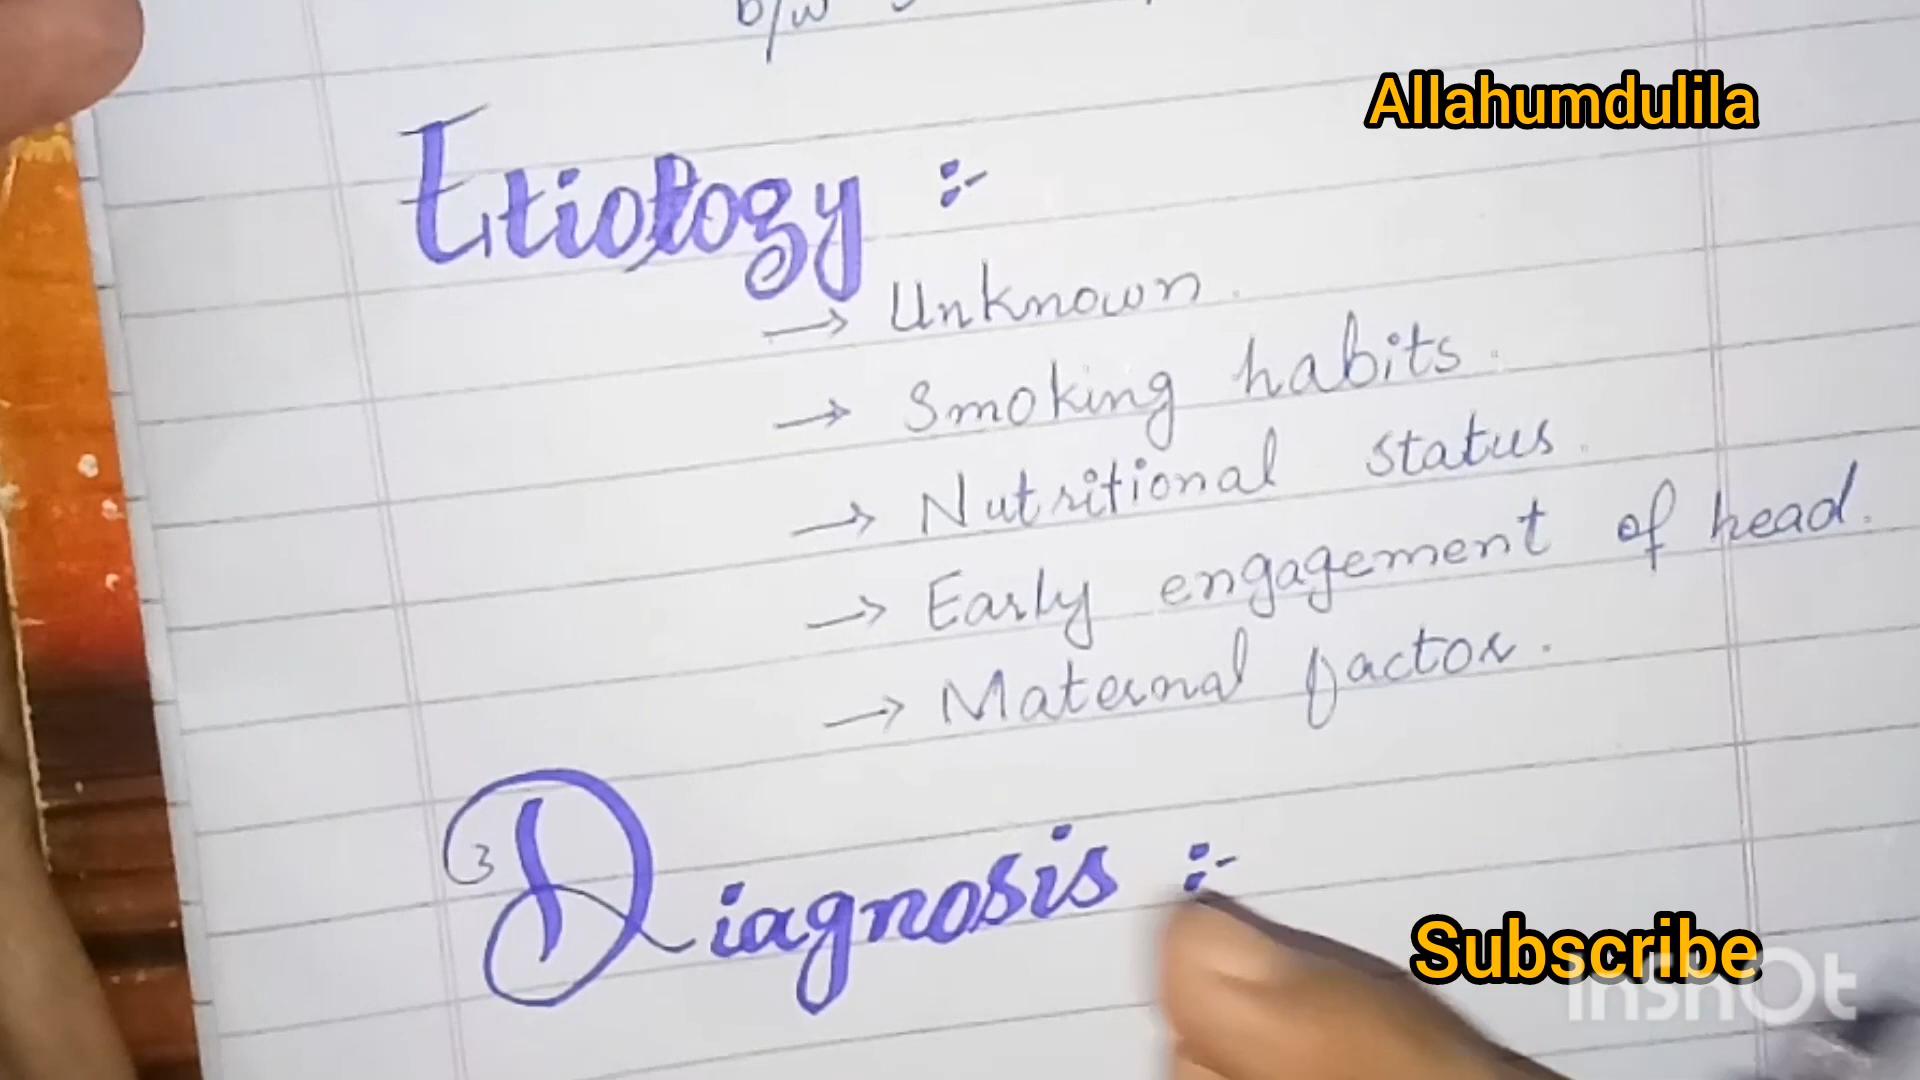 b/w
Allahumdulila
Etiology :-
→ Unknown.
→ Smoking habits.
→ Nutritional status.
→ Early engagement of head.
→ Maternal factor.
3
Diagnosis :-
Subscribe
InShOt